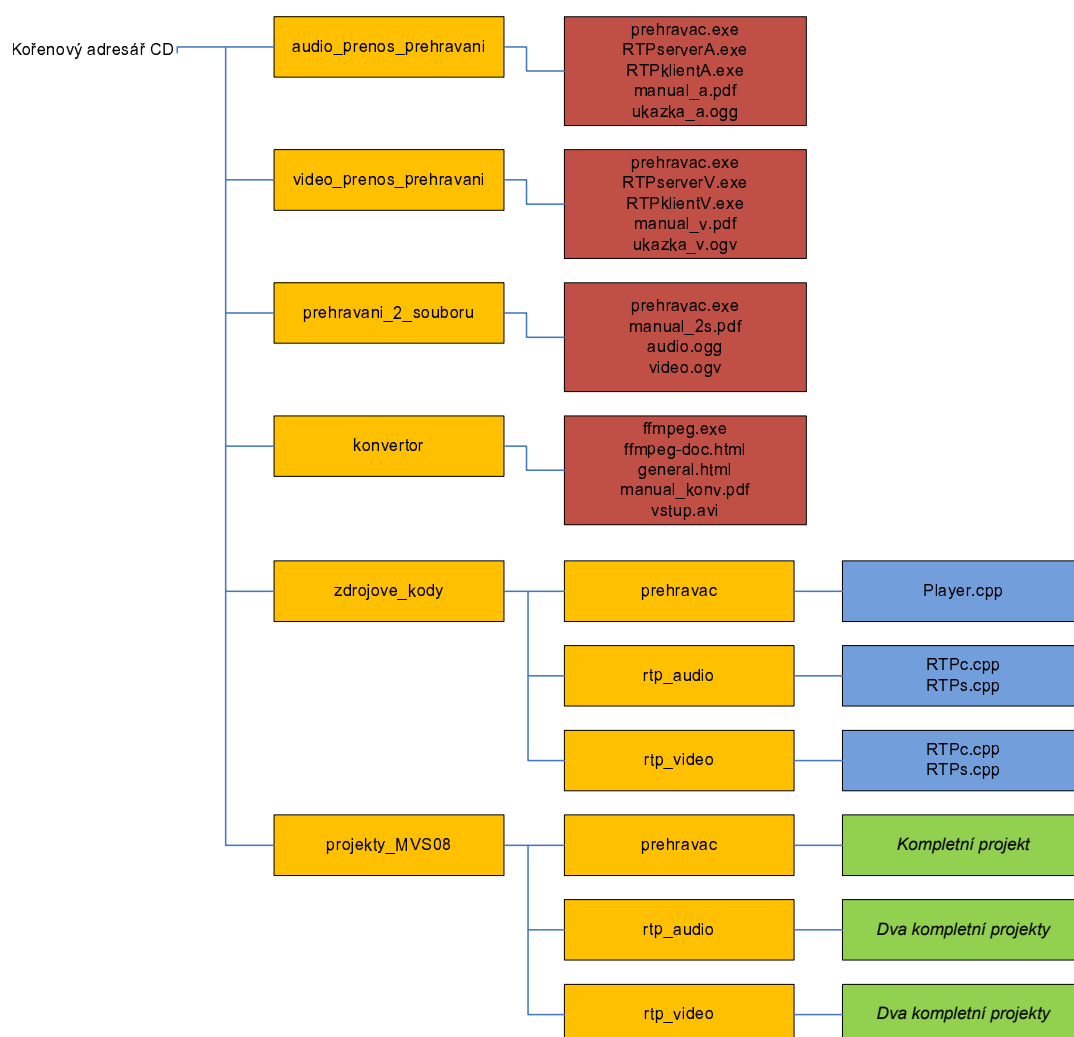 Kořenový adresář CD
audio_prenos_prehravani
prehravac.exe
RTPserverA.exe
RTPklientA.exe
manual_a.pdf
ukazka_a.ogg
video_prenos_prehravani
prehravac.exe
RTPserverV.exe
RTPklientV.exe
manual_v.pdf
ukazka_v.ogv
prehravani_2_souboru
prehravac.exe
manual_2s.pdf
audio.ogg
video.ogv
konvertor
ffmpeg.exe
ffmpeg-doc.html
general.html
manual_konv.pdf
vstup.avi
zdrojove_kody
prehravac
Player.cpp
rtp_audio
RTPc.cpp
RTPs.cpp
rtp_video
RTPc.cpp
RTPs.cpp
projekty_MVS08
prehravac
Kompletní projekt
rtp_audio
Dva kompletní projekty
rtp_video
Dva kompletní projekty